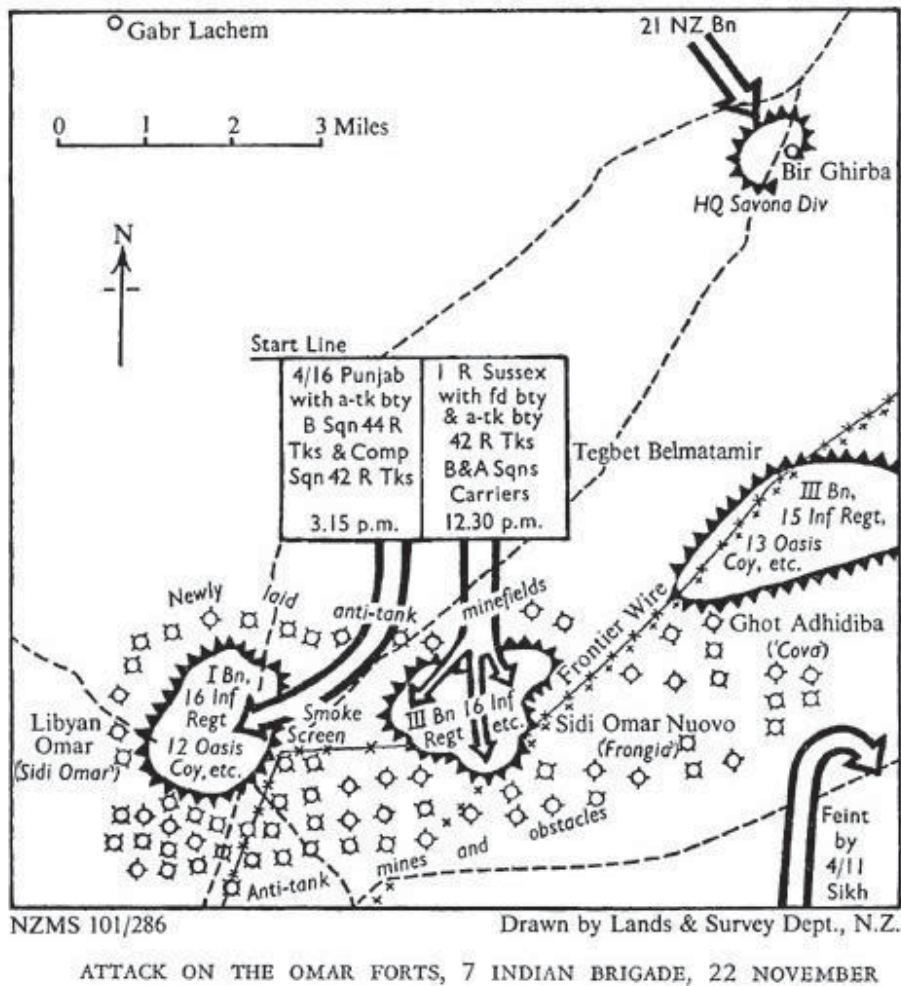 Gabr Lachem
21 NZ Bn
0 1 2 3 Miles
Bir Ghirba
HQ Savona Div
N
Start Line
4/16 Punjab
with a-tk bty
B Sqn 44 R
Tks & Comp
Sqn 42 R Tks
3.15 p.m.
1 R Sussex
with fd bty
& a-tk bty
42 R Tks
B&A Sqns
Carriers
12.30 p.m.
Tegbet Belmatamir
III Bn,
15 Inf Regt,
13 Oasis
Coy, etc.
Newly laid anti-tank minefields
Frontier Wire
Ghot Adhidiba
('Cova')
I Bn,
16 Inf
Regt
12 Oasis
Coy, etc.
Libyan
Omar
('Sidi Omar')
Smoke
Screen
III Bn 16 Inf
Regt etc.
Sidi Omar Nuovo
('Frongia')
Anti-tank mines and obstacles
Feint
by
4/11
Sikh
NZMS 101/286
Drawn by Lands & Survey Dept., N.Z.
ATTACK ON THE OMAR FORTS, 7 INDIAN BRIGADE, 22 NOVEMBER